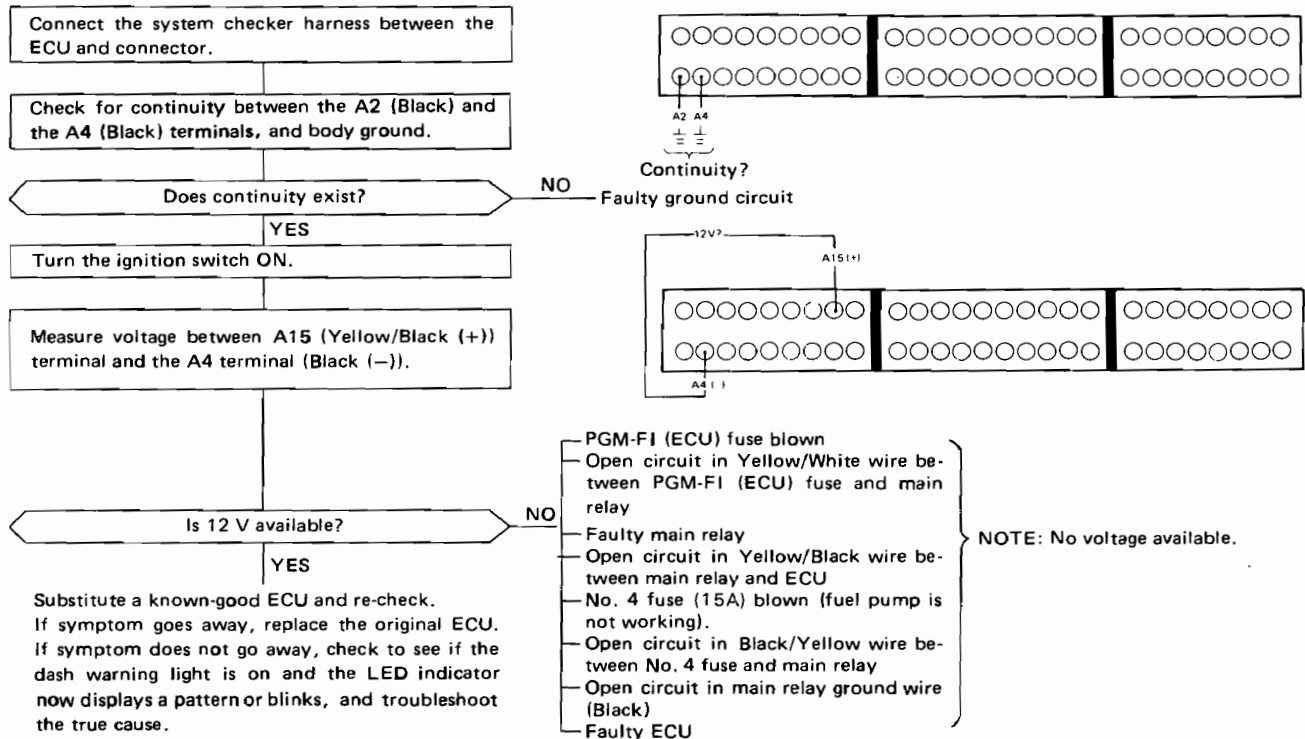 Connect the system checker harness between the
ECU and connector.
Check for continuity between the A2 (Black) and
the A4 (Black) terminals, and body ground.
Does continuity exist?
NO
Faulty ground circuit
YES
Turn the ignition switch ON.
Measure voltage between A15 (Yellow/Black (+))
terminal and the A4 terminal (Black (−)).
Is 12 V available?
NO
YES
Substitute a known-good ECU and re-check.
If symptom goes away, replace the original ECU.
If symptom does not go away, check to see if the
dash warning light is on and the LED indicator
now displays a pattern or blinks, and troubleshoot
the true cause.
A2 A4
Continuity?
12V?
A15 (+)
A4 ( )
PGM-FI (ECU) fuse blown
Open circuit in Yellow/White wire be-
tween PGM-FI (ECU) fuse and main
relay
Faulty main relay
Open circuit in Yellow/Black wire be-
tween main relay and ECU
No. 4 fuse (15A) blown (fuel pump is
not working).
Open circuit in Black/Yellow wire be-
tween No. 4 fuse and main relay
Open circuit in main relay ground wire
(Black)
Faulty ECU
NOTE: No voltage available.